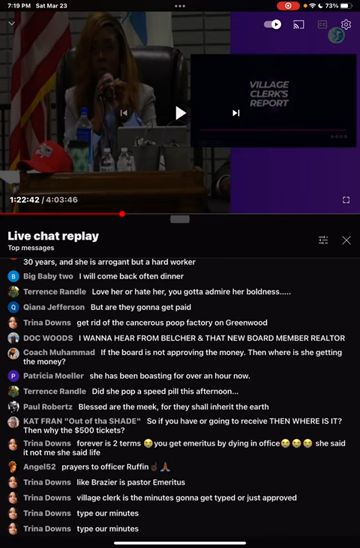 7:19 PM Sat Mar 23
73%
VILLAGE
CLERK'S
REPORT
1:22:42 / 4:03:46
Live chat replay
Top messages
30 years, and she is arrogant but a hard worker
Big Baby two I will come back often dinner
Terrence Randle Love her or hate her, you gotta admire her boldness.....
Qiana Jefferson But are they gonna get paid
Trina Downs get rid of the cancerous poop factory on Greenwood
DOC WOODS I WANNA HEAR FROM BELCHER & THAT NEW BOARD MEMBER REALTOR
Coach Muhammad If the board is not approving the money. Then where is she getting
the money?
Patricia Moeller she has been boasting for over an hour now.
Terrence Randle Did she pop a speed pill this afternoon...
Paul Robertz Blessed are the meek, for they shall inherit the earth
KAT FRAN "Out of tha SHADE" So if you have or going to receive THEN WHERE IS IT?
Then why the $500 tickets?
Trina Downs forever is 2 terms 😂you get emeritus by dying in office😂😂😂 she said
it not me she said life
Angel52 prayers to officer Ruffin☝🏿🙏🏾
Trina Downs like Brazier is pastor Emeritus
Trina Downs village clerk is the minutes gonna get typed or just approved
Trina Downs type our minutes
Trina Downs type our minutes